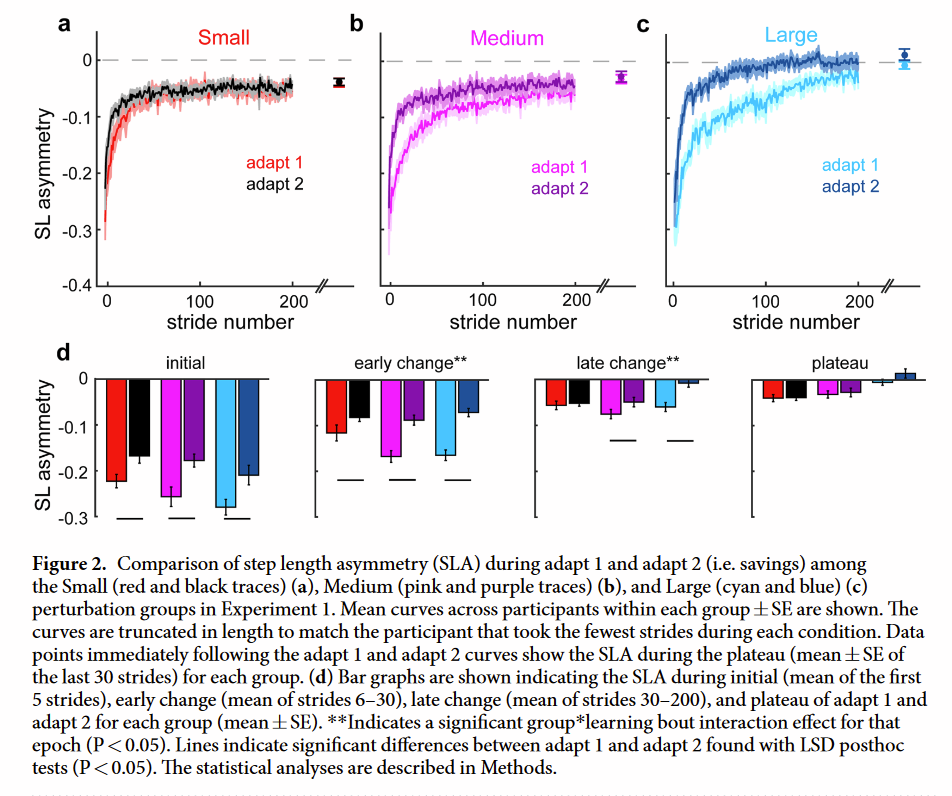 a
b
c
Small
Medium
Large
0
-0.1
-0.2
-0.3
-0.4
SL asymmetry
adapt 1
adapt 2
adapt 1
adapt 2
adapt 1
adapt 2
0 100 200
0 100 200
0 100 200
stride number
stride number
stride number
d
initial
early change**
late change**
plateau
0
-0.1
-0.2
-0.3
SL asymmetry
Figure 2. Comparison of step length asymmetry (SLA) during adapt 1 and adapt 2 (i.e. savings) among
the Small (red and black traces) (a), Medium (pink and purple traces) (b), and Large (cyan and blue) (c)
perturbation groups in Experiment 1. Mean curves across participants within each group ± SE are shown. The
curves are truncated in length to match the participant that took the fewest strides during each condition. Data
points immediately following the adapt 1 and adapt 2 curves show the SLA during the plateau (mean ± SE of
the last 30 strides) for each group. (d) Bar graphs are shown indicating the SLA during initial (mean of the first
5 strides), early change (mean of strides 6–30), late change (mean of strides 30–200), and plateau of adapt 1 and
adapt 2 for each group (mean ± SE). **Indicates a significant group*learning bout interaction effect for that
epoch (P < 0.05). Lines indicate significant differences between adapt 1 and adapt 2 found with LSD posthoc
tests (P < 0.05). The statistical analyses are described in Methods.